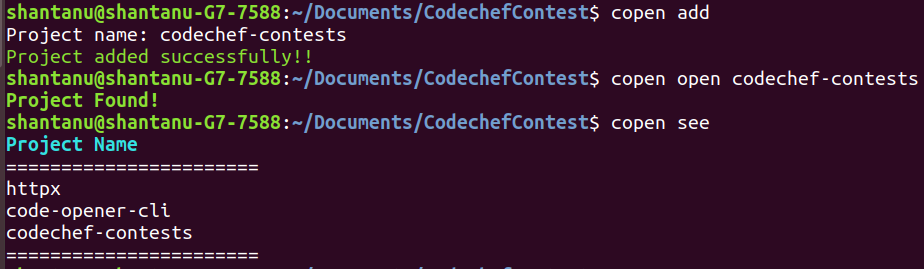 shantanu@shantanu-G7-7588:~/Documents/CodechefContest$ copen add
Project name: codechef-contests
Project added successfully!!
shantanu@shantanu-G7-7588:~/Documents/CodechefContest$ copen open codechef-contests
Project Found!
shantanu@shantanu-G7-7588:~/Documents/CodechefContest$ copen see
Project Name
=======================
httpx
code-opener-cli
codechef-contests
=======================